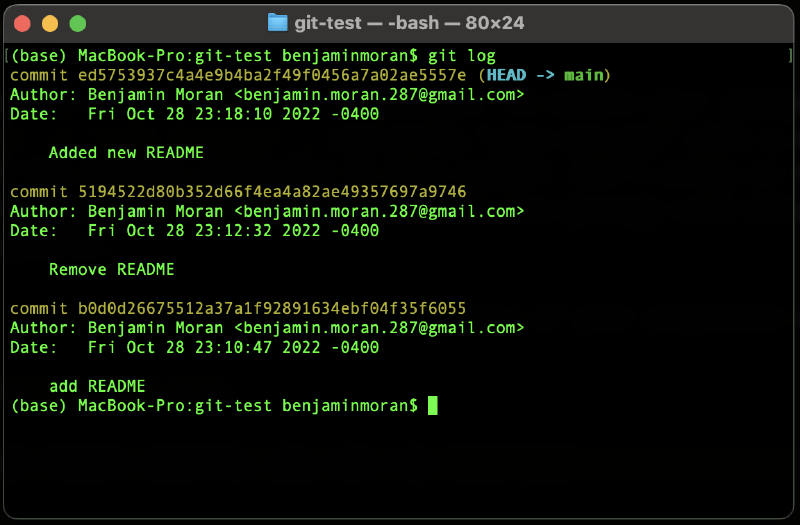 git-test — -bash — 80×24
[(base) MacBook-Pro:git-test benjaminmoran$ git log ]
commit ed5753937c4a4e9b4ba2f49f0456a7a02ae5557e (HEAD -> main)
Author: Benjamin Moran <benjamin.moran.287@gmail.com>
Date:   Fri Oct 28 23:18:10 2022 -0400
    Added new README
commit 5194522d80b352d66f4ea4a82ae49357697a9746
Author: Benjamin Moran <benjamin.moran.287@gmail.com>
Date:   Fri Oct 28 23:12:32 2022 -0400
    Remove README
commit b0d0d26675512a37a1f92891634ebf04f35f6055
Author: Benjamin Moran <benjamin.moran.287@gmail.com>
Date:   Fri Oct 28 23:10:47 2022 -0400
    add README
(base) MacBook-Pro:git-test benjaminmoran$